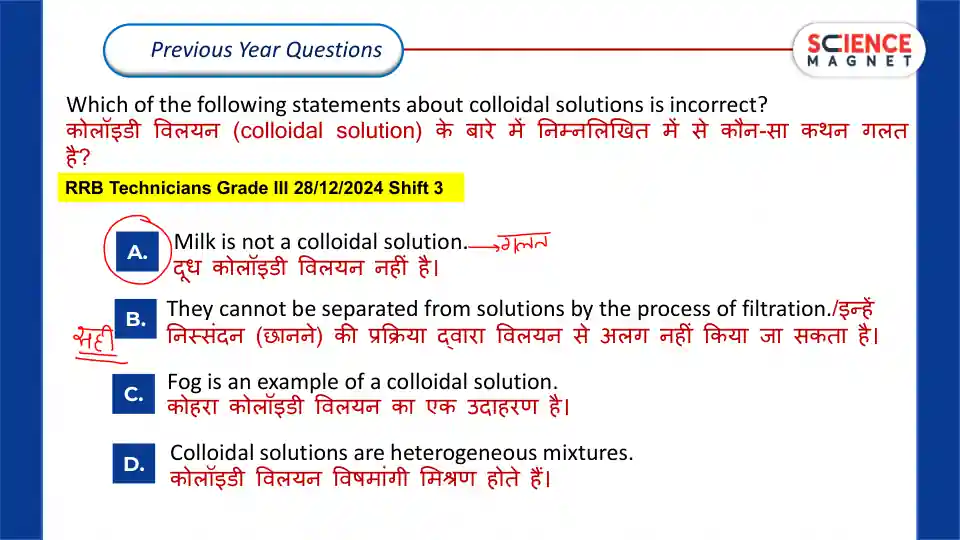 Previous Year Questions
SCIENCE
MAGNET
Which of the following statements about colloidal solutions is incorrect?
कोलॉइडी विलयन (colloidal solution) के बारे में निम्नलिखित में से कौन-सा कथन गलत
है?
RRB Technicians Grade III 28/12/2024 Shift 3
A. Milk is not a colloidal solution. → गलत
दूध कोलॉइडी विलयन नहीं है।
B. They cannot be separated from solutions by the process of filtration./इन्हें
सही निस्संदन (छानने) की प्रक्रिया द्वारा विलयन से अलग नहीं किया जा सकता है।
C. Fog is an example of a colloidal solution.
कोहरा कोलॉइडी विलयन का एक उदाहरण है।
D. Colloidal solutions are heterogeneous mixtures.
कोलॉइडी विलयन विषमांगी मिश्रण होते हैं।